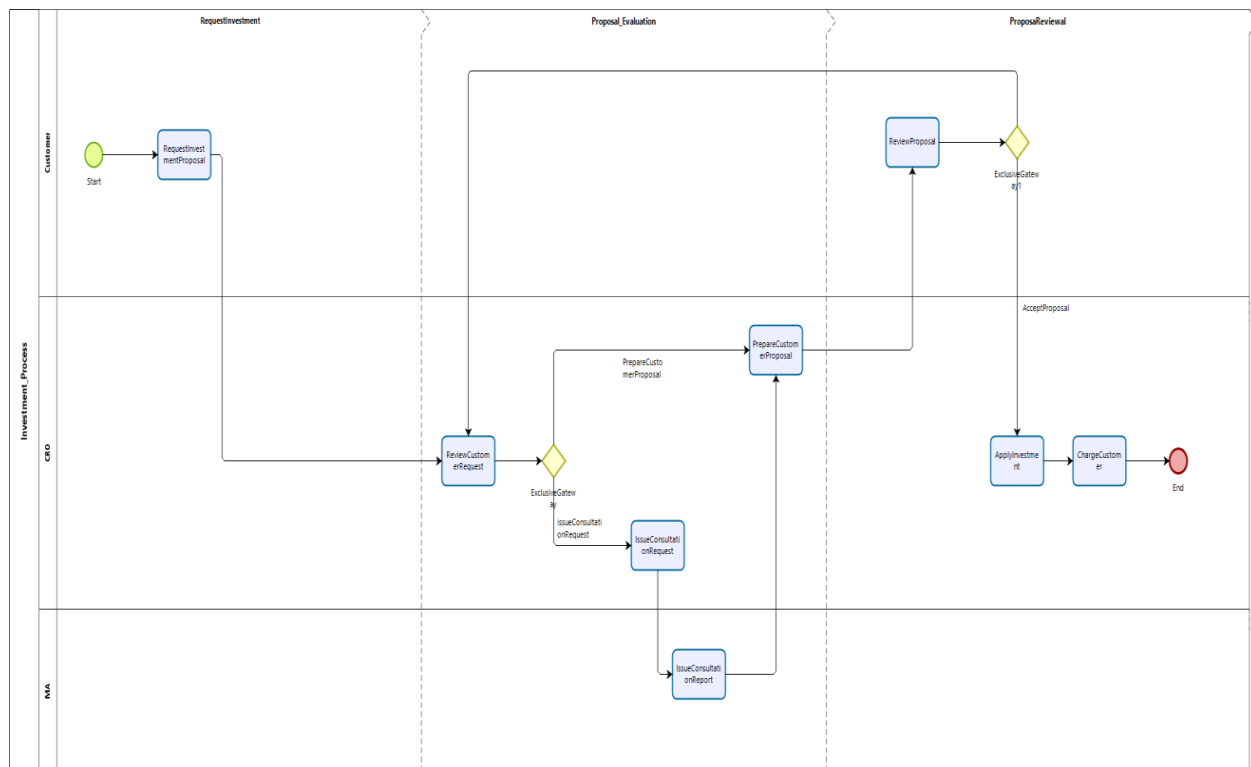 RequestInvestment
Proposal_Evaluation
ProposaReviewal
Investment_Process
Customer
Start
RequestInvest
mentProposal
ReviewProposal
ExclusiveGatew
ay1
CRO
AcceptProposal
PrepareCustom
erProposal
PrepareCusto
merProposal
ReviewCustom
erRequest
ExclusiveGatew
ay
IssueConsultati
onRequest
IssueConsultati
onRequest
ApplyInvestme
nt
ChargeCustom
er
End
MA
IssueConsultati
onReport